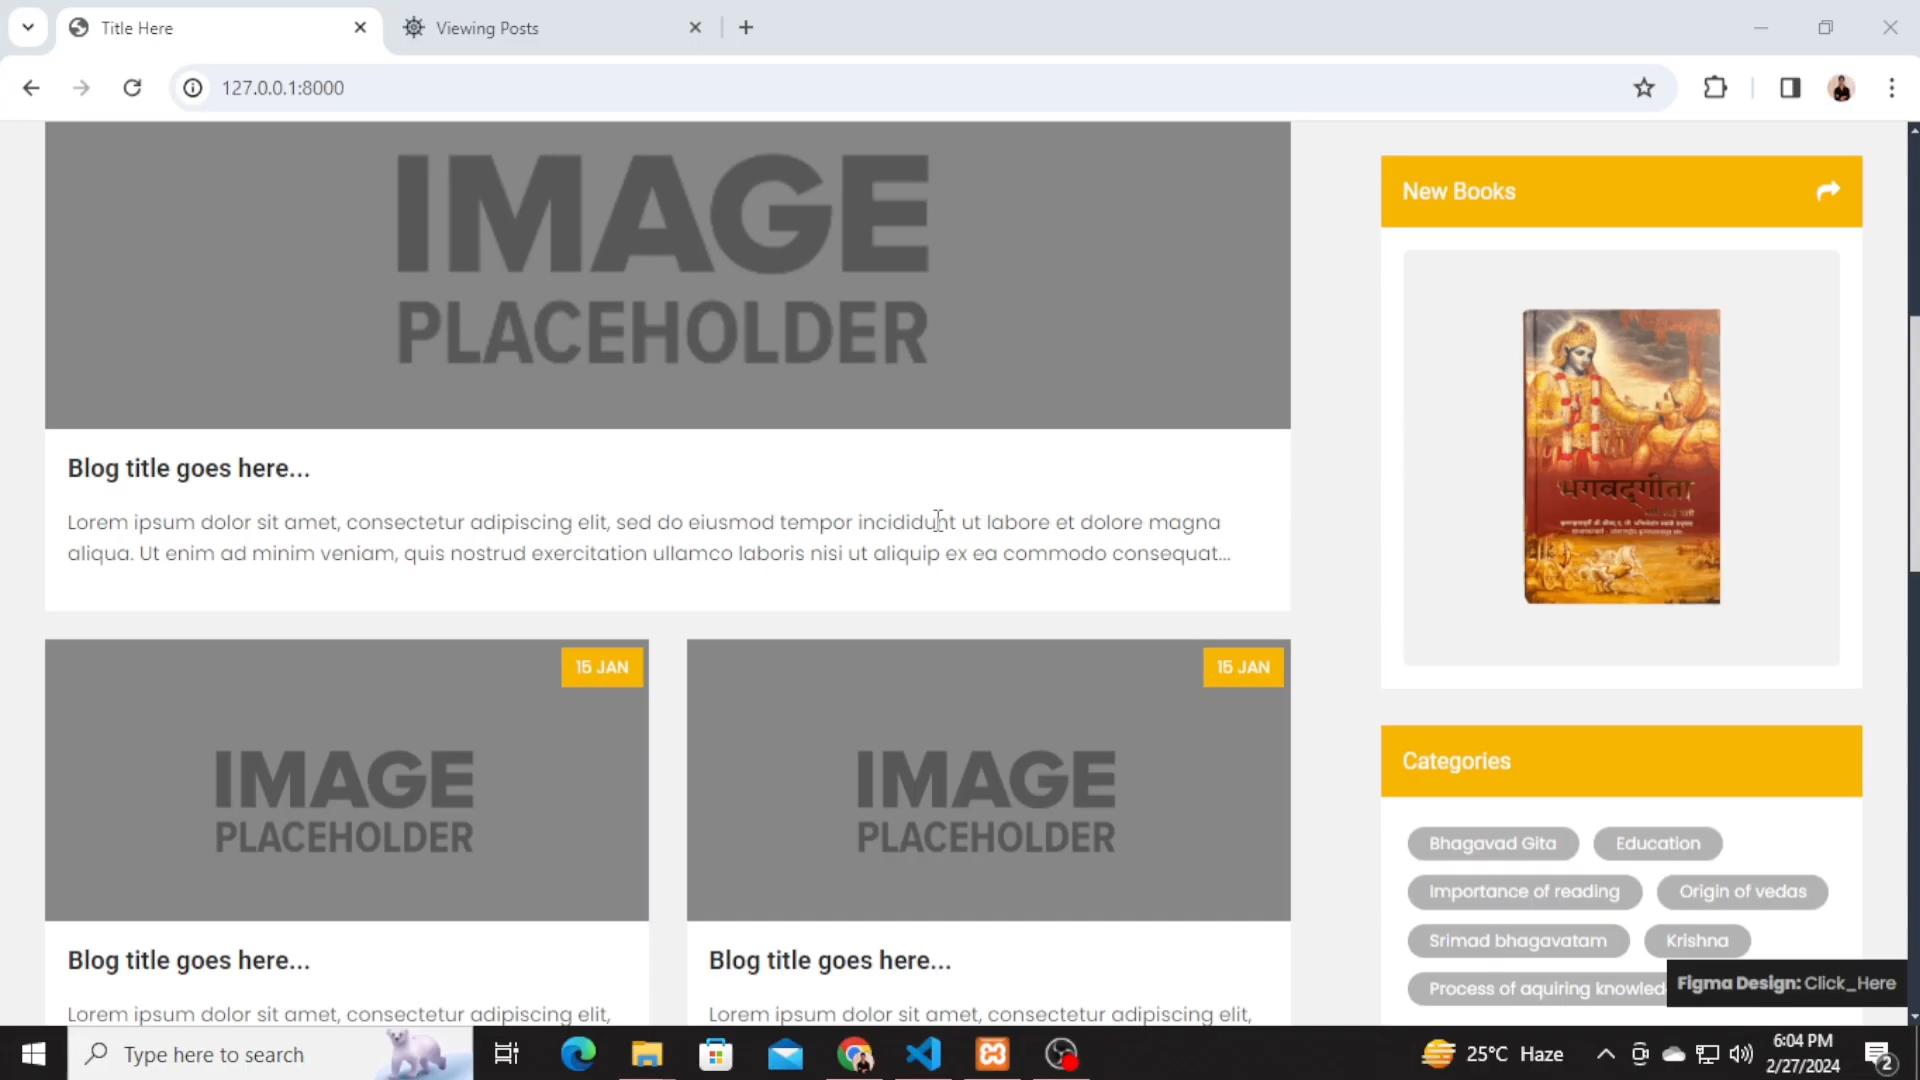 Title Here
Viewing Posts
127.0.0.1:8000
IMAGE
PLACEHOLDER
Blog title goes here...
Lorem ipsum dolor sit amet, consectetur adipiscing elit, sed do eiusmod tempor incididunt ut labore et dolore magna
aliqua. Ut enim ad minim veniam, quis nostrud exercitation ullamco laboris nisi ut aliquip ex ea commodo consequat...
15 JAN
IMAGE
PLACEHOLDER
Blog title goes here...
Lorem ipsum dolor sit amet, consectetur adipiscing elit,
15 JAN
IMAGE
PLACEHOLDER
Blog title goes here...
Lorem ipsum dolor sit amet, consectetur adipiscing elit,
New Books
भगवद्गीता
Categories
Bhagavad Gita
Education
Importance of reading
Origin of vedas
Srimad bhagavatam
Krishna
Process of aquiring knowled
Figma Design: Click_Here
Type here to search
25°C Haze
6:04 PM
2/27/2024
2